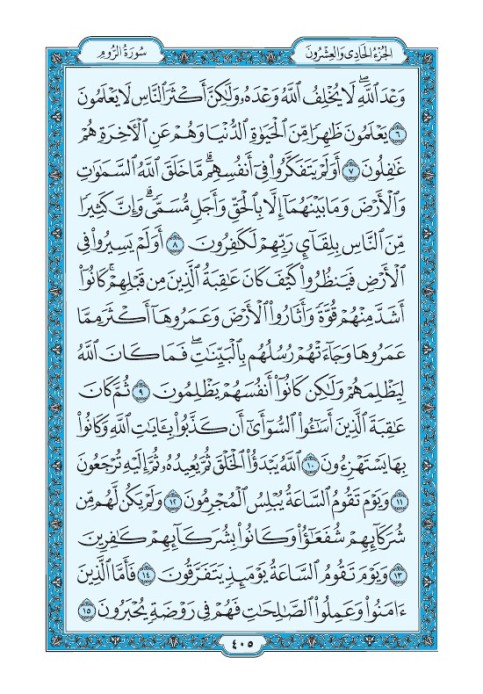 الجُزْءُ الحَادِي وَالعِشْرُونَ
سُورَةُ الرُّومِ
وَعْدَ ٱللَّهِۖ لَا يُخْلِفُ ٱللَّهُ وَعْدَهُۥ وَلَٰكِنَّ أَكْثَرَ ٱلنَّاسِ لَا يَعْلَمُونَ
٦ يَعْلَمُونَ ظَٰهِرًا مِّنَ ٱلْحَيَوٰةِ ٱلدُّنْيَا وَهُمْ عَنِ ٱلْءَاخِرَةِ هُمْ
غَٰفِلُونَ ٧ أَوَلَمْ يَتَفَكَّرُوا۟ فِىٓ أَنفُسِهِمۗ مَّا خَلَقَ ٱللَّهُ ٱلسَّمَٰوَٰتِ
وَٱلْأَرْضَ وَمَا بَيْنَهُمَآ إِلَّا بِٱلْحَقِّ وَأَجَلٍ مُّسَمًّىۗ وَإِنَّ كَثِيرًا
مِّنَ ٱلنَّاسِ بِلِقَآئِ رَبِّهِمْ لَكَٰفِرُونَ ٨ أَوَلَمْ يَسِيرُوا۟ فِى
ٱلْأَرْضِ فَيَنظُرُوا۟ كَيْفَ كَانَ عَٰقِبَةُ ٱلَّذِينَ مِن قَبْلِهِمْۚ كَانُوٓا۟
أَشَدَّ مِنْهُمْ قُوَّةً وَأَثَارُوا۟ ٱلْأَرْضَ وَعَمَرُوهَآ أَكْثَرَ مِمَّا
عَمَرُوهَا وَجَآءَتْهُمْ رُسُلُهُم بِٱلْبَيِّنَٰتِۖ فَمَا كَانَ ٱللَّهُ
لِيَظْلِمَهُمْ وَلَٰكِن كَانُوٓا۟ أَنفُسَهُمْ يَظْلِمُونَ ٩ ثُمَّ كَانَ
عَٰقِبَةَ ٱلَّذِينَ أَسَٰٓـُٔوا۟ ٱلسُّوٓأَىٰٓ أَن كَذَّبُوا۟ بِـَٔايَٰتِ ٱللَّهِ وَكَانُوا۟
بِهَا يَسْتَهْزِءُونَ ١٠ ٱللَّهُ يَبْدَؤُا۟ ٱلْخَلْقَ ثُمَّ يُعِيدُهُۥ ثُمَّ إِلَيْهِ تُرْجَعُونَ
١١ وَيَوْمَ تَقُومُ ٱلسَّاعَةُ يُبْلِسُ ٱلْمُجْرِمُونَ ١٢ وَلَمْ يَكُن لَّهُم مِّن
شُرَكَآئِهِمْ شُفَعَٰٓؤُا۟ وَكَانُوا۟ بِشُرَكَآئِهِمْ كَٰفِرِينَ
١٣ وَيَوْمَ تَقُومُ ٱلسَّاعَةُ يَوْمَئِذٍ يَتَفَرَّقُونَ ١٤ فَأَمَّا ٱلَّذِينَ
ءَامَنُوا۟ وَعَمِلُوا۟ ٱلصَّٰلِحَٰتِ فَهُمْ فِى رَوْضَةٍ يُحْبَرُونَ ١٥
٤٠٥